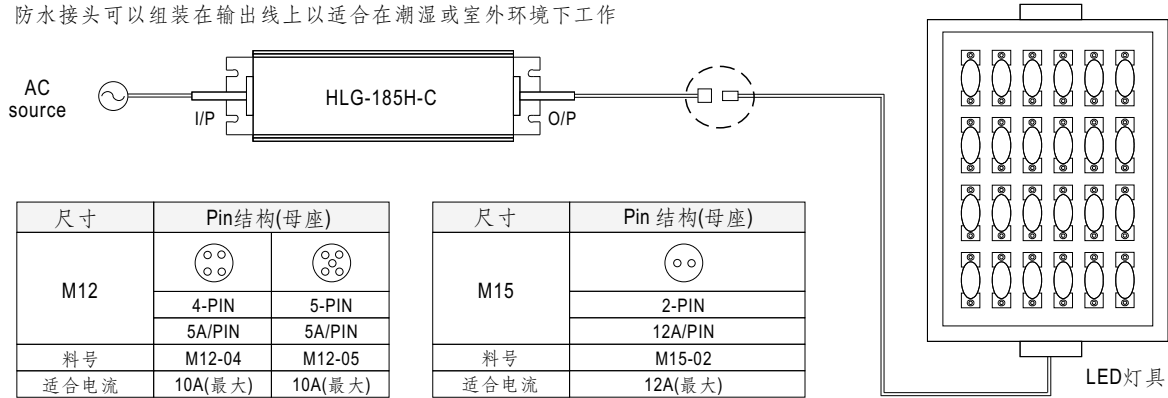 防水接头可以组装在输出线上以适合在潮湿或室外环境下工作
AC
source
I/P
HLG-185H-C
O/P
尺寸 Pin结构(母座)
M12
4-PIN 5-PIN
5A/PIN 5A/PIN
料号 M12-04 M12-05
适合电流 10A(最大) 10A(最大)
尺寸 Pin 结构(母座)
M15
2-PIN
12A/PIN
料号 M15-02
适合电流 12A(最大)
LED灯具